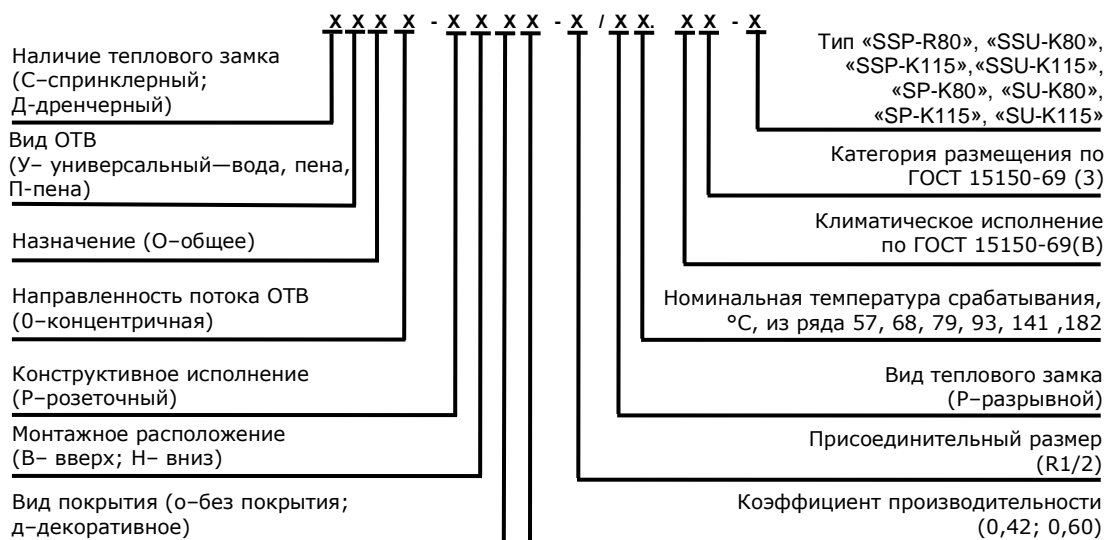 X X X X - X X X X - X / X X. X X - X
Наличие теплового замка
(С–спринклерный;
Д-дренчерный)
Вид ОТВ
(У– универсальный—вода, пена,
П-пена)
Назначение (О–общее)
Направленность потока ОТВ
(0–концентричная)
Конструктивное исполнение
(Р–розеточный)
Монтажное расположение
(В– вверх; Н– вниз)
Вид покрытия (о–без покрытия;
д–декоративное)
Тип «SSP-R80», «SSU-K80»,
«SSP-K115»,«SSU-K115»,
«SP-K80», «SU-K80»,
«SP-K115», «SU-K115»
Категория размещения по
ГОСТ 15150-69 (3)
Климатическое исполнение
по ГОСТ 15150-69(В)
Номинальная температура срабатывания,
°С, из ряда 57, 68, 79, 93, 141 ,182
Вид теплового замка
(Р–разрывной)
Присоединительный размер
(R1/2)
Коэффициент производительности
(0,42; 0,60)